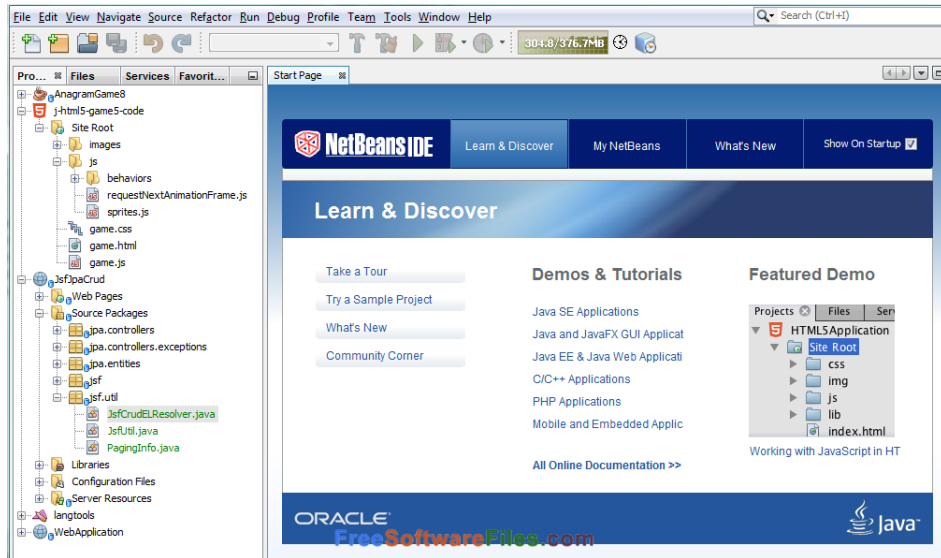 File Edit View Navigate Source Refactor Run Debug Profile Team Tools Window Help
Search (Ctrl+I)
304.8/376.7MB
Pro... Files Services Favorit...
Start Page
AnagramGame8
j-html5-game5-code
Site Root
images
js
behaviors
requestNextAnimationFrame.js
sprites.js
game.css
game.html
game.js
JsfJpaCrud
Web Pages
Source Packages
jpa.controllers
jpa.controllers.exceptions
jpa.entities
jsf
jsf.util
JsfCrudELResolver.java
JsfUtil.java
PagingInfo.java
Libraries
Configuration Files
Server Resources
langtools
WebApplication
NetBeans IDE
Learn & Discover
My NetBeans
What's New
Show On Startup
Learn & Discover
Take a Tour
Try a Sample Project
What's New
Community Corner
Demos & Tutorials
Java SE Applications
Java and JavaFX GUI Applicat
Java EE & Java Web Applicati
C/C++ Applications
PHP Applications
Mobile and Embedded Applic
All Online Documentation >>
Featured Demo
Projects Files Ser
HTML5Application
Site Root
css
img
js
lib
index.html
Working with JavaScript in HT
ORACLE
Java
FreeSoftwareFiles.com